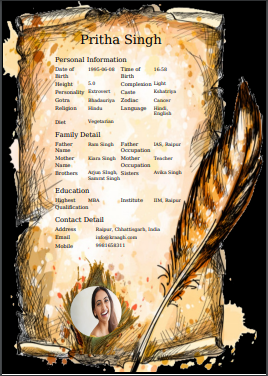 Pritha Singh
Personal Information
Date of Birth 1995-06-08 Time of Birth 16:58
Height 5.0 Complexion Light
Personality Extrovert Caste Kshatriya
Gotra Bhadauriya Zodiac Cancer
Religion Hindu Language Hindi, English
Diet Vegetarian
Family Detail
Father Name Ram Singh Father Occupation IAS, Raipur
Mother Name Kiara Singh Mother Occupation Teacher
Brothers Arjun Singh, Samrat Singh Sisters Avika Singh
Education
Highest Qualification MBA Institute IIM, Raipur
Contact Detail
Address Raipur, Chhattisgarh, India
Email
Mobile 9981658311